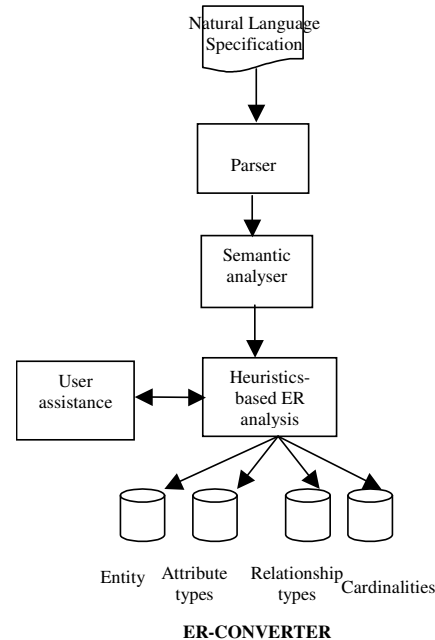 Natural Language
Specification
Parser
Semantic
analyser
User
assistance
Heuristics-
based ER
analysis
Entity
Attribute
types
Relationship
types
Cardinalities
ER-CONVERTER